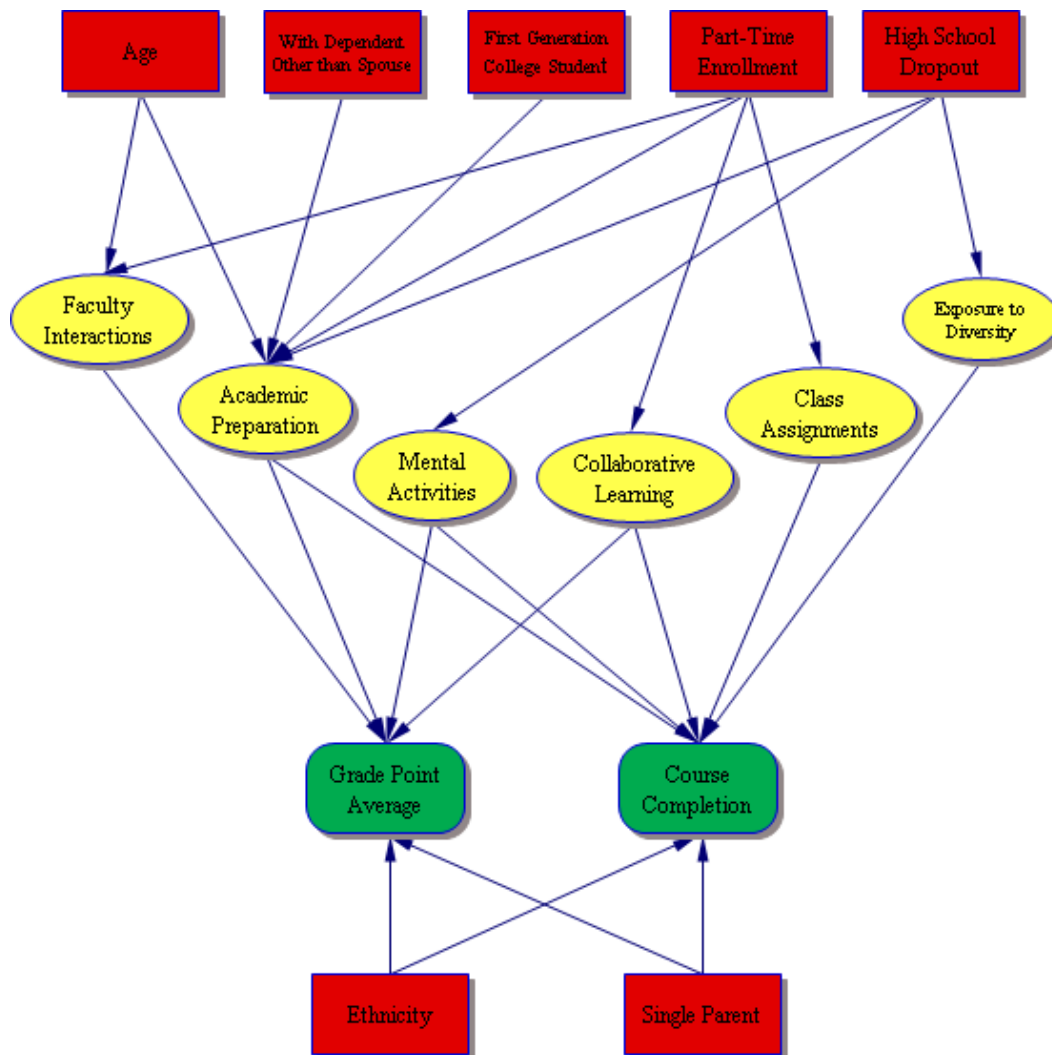 Age
With Dependent
Other than Spouse
First Generation
College Student
Part-Time
Enrollment
High School
Dropout
Faculty
Interactions
Exposure to
Diversity
Academic
Preparation
Class
Assignments
Mental
Activities
Collaborative
Learning
Grade Point
Average
Course
Completion
Ethnicity
Single Parent